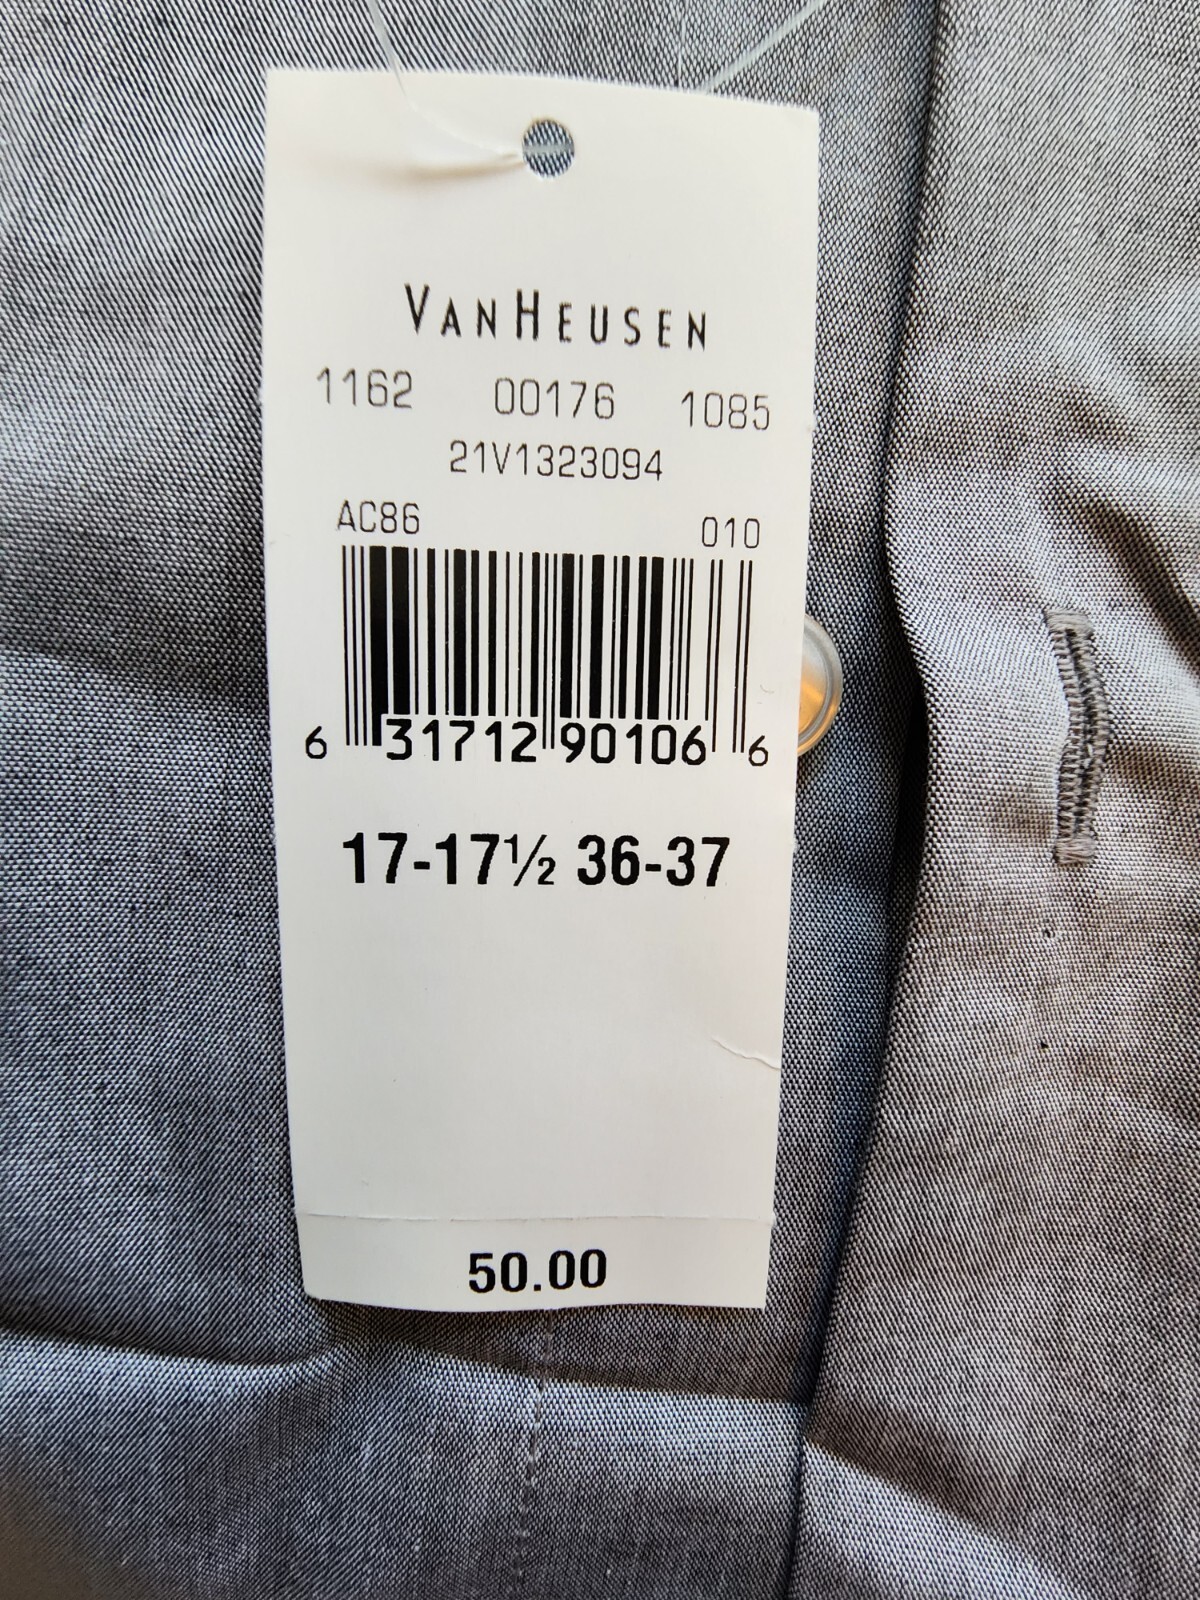 VANHEUSEN
1162 00176 1085
21V1323094
AC86 010
6 31712 90106 6
17-17½ 36-37
50.00